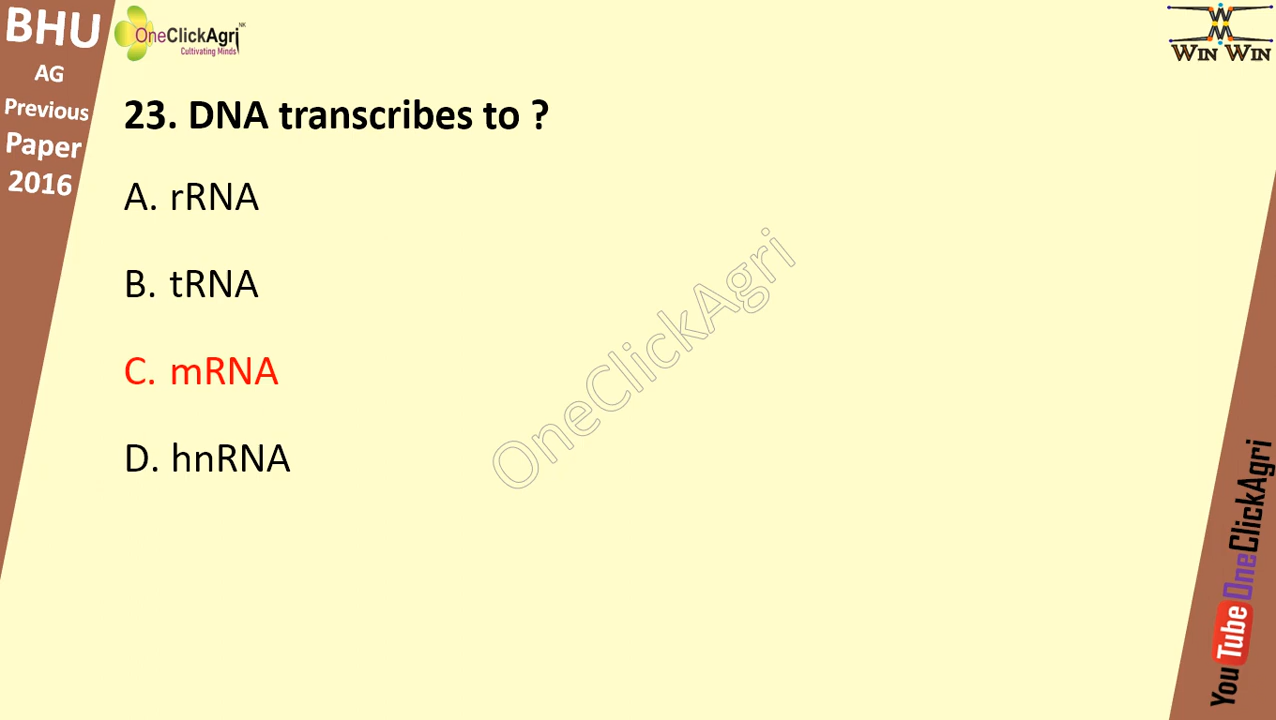 BHU
AG
Previous
Paper
2016
OneClickAgri NK
Cultivating Minds
WIN WIN
23. DNA transcribes to ?
A. rRNA
B. tRNA
C. mRNA
D. hnRNA
OneClickAgri
YouTube OneClickAgri